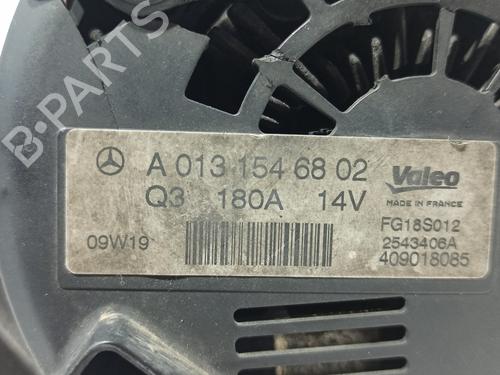 B-PARTS
A 013 154 68 02
Valeo
Q3 180A 14V
MADE IN FRANCE
FG18S012
09W19
2543406A
409018085